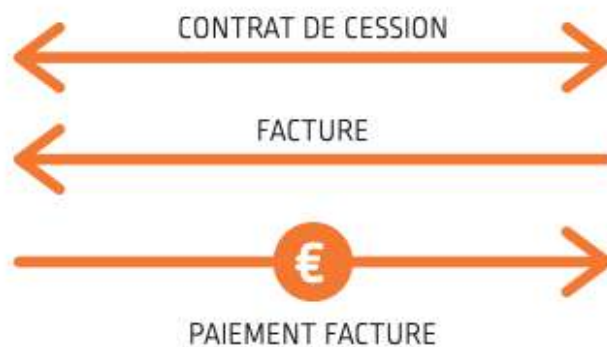 CONTRAT DE CESSION
FACTURE
€
PAIEMENT FACTURE